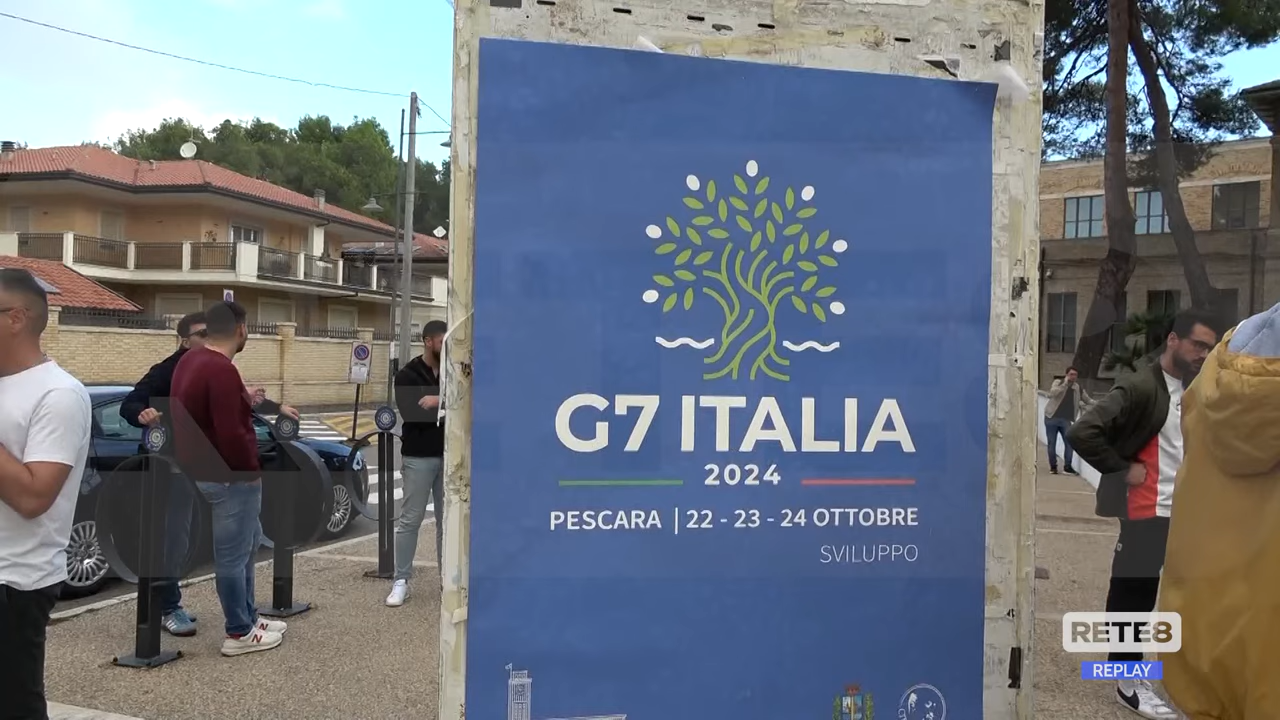 G7 ITALIA
2024
PESCARA | 22 - 23 - 24 OTTOBRE
SVILUPPO
RETE8
REPLAY